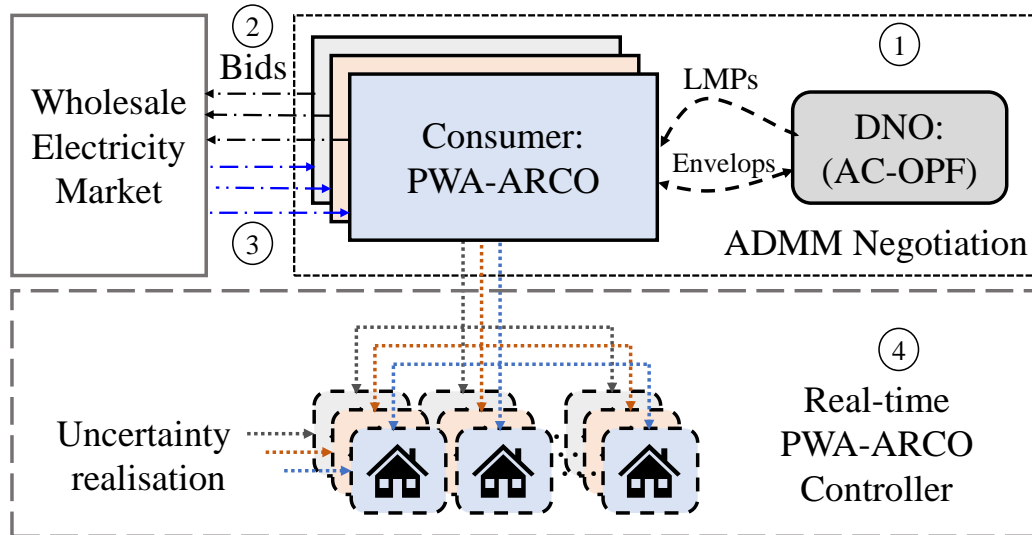 2
Bids
Wholesale
Electricity
Market
3
Consumer:
PWA-ARCO
1
LMPs
Envelops
DNO:
(AC-OPF)
ADMM Negotiation
4
Real-time
PWA-ARCO
Controller
Uncertainty
realisation